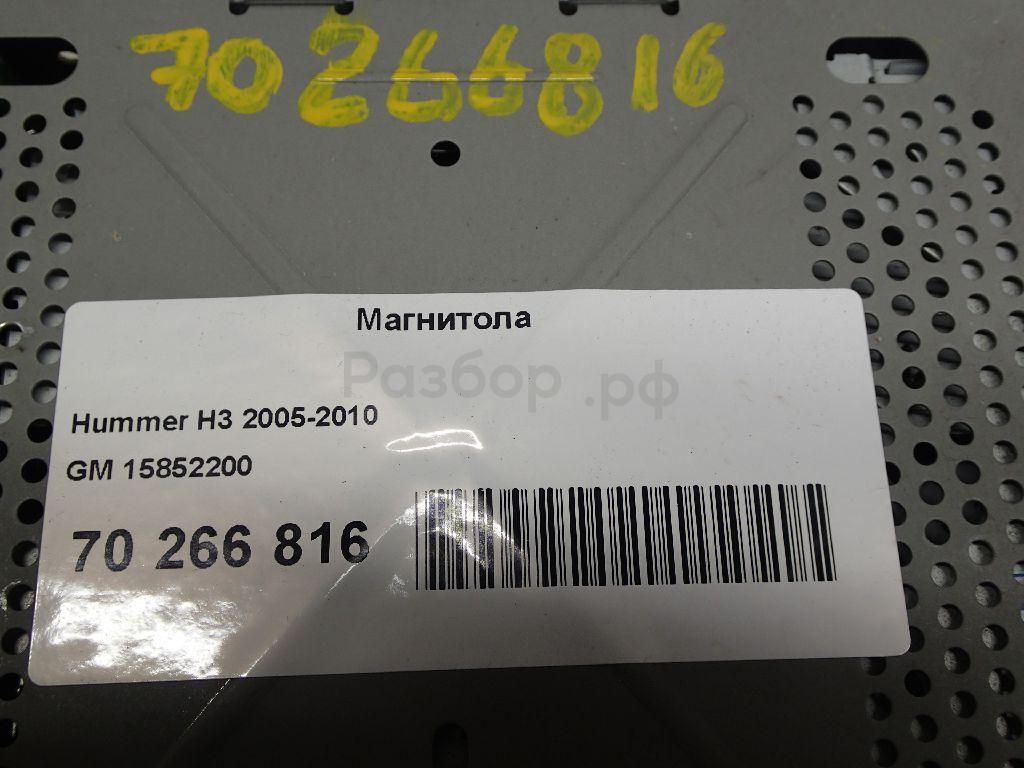 70266816
Магнитола
Разбор.рф
Hummer H3 2005-2010
GM 15852200
70 266 816